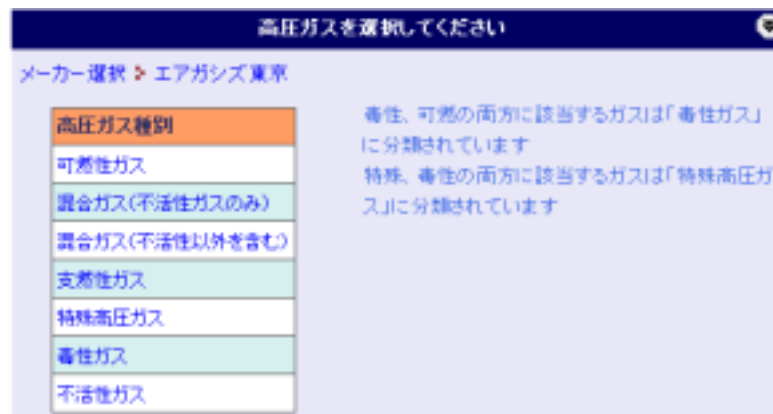 高圧ガスを選択してください
メーカー選択 > エアガシズ東京
高圧ガス種別
可燃性ガス
混合ガス(不活性ガスのみ)
混合ガス(不活性以外を含む)
支燃性ガス
特殊高圧ガス
毒性ガス
不活性ガス
毒性、可燃の両方に該当するガスは「毒性ガス」
に分類されています
特殊、毒性の両方に該当するガスは「特殊高圧ガ
ス」に分類されています